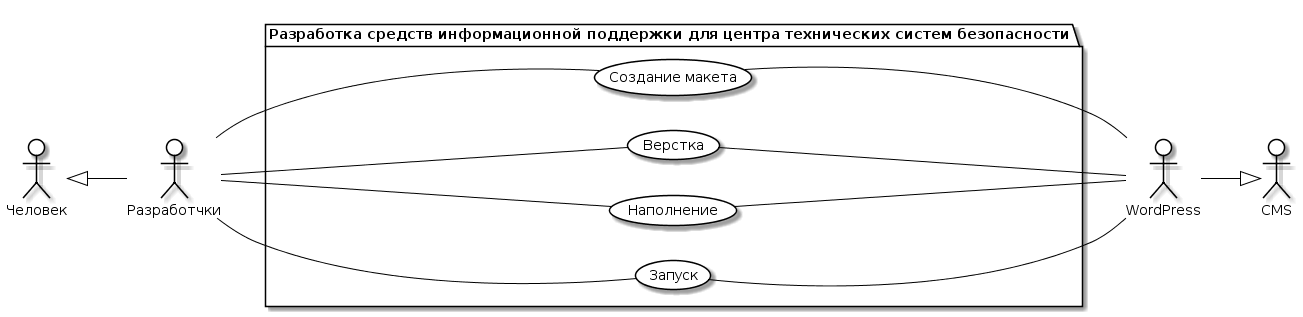 Разработка средств информационной поддержки для центра технических систем безопасности
Создание макета
Верстка
Человек
Разработчки
Наполнение
WordPress
CMS
Запуск